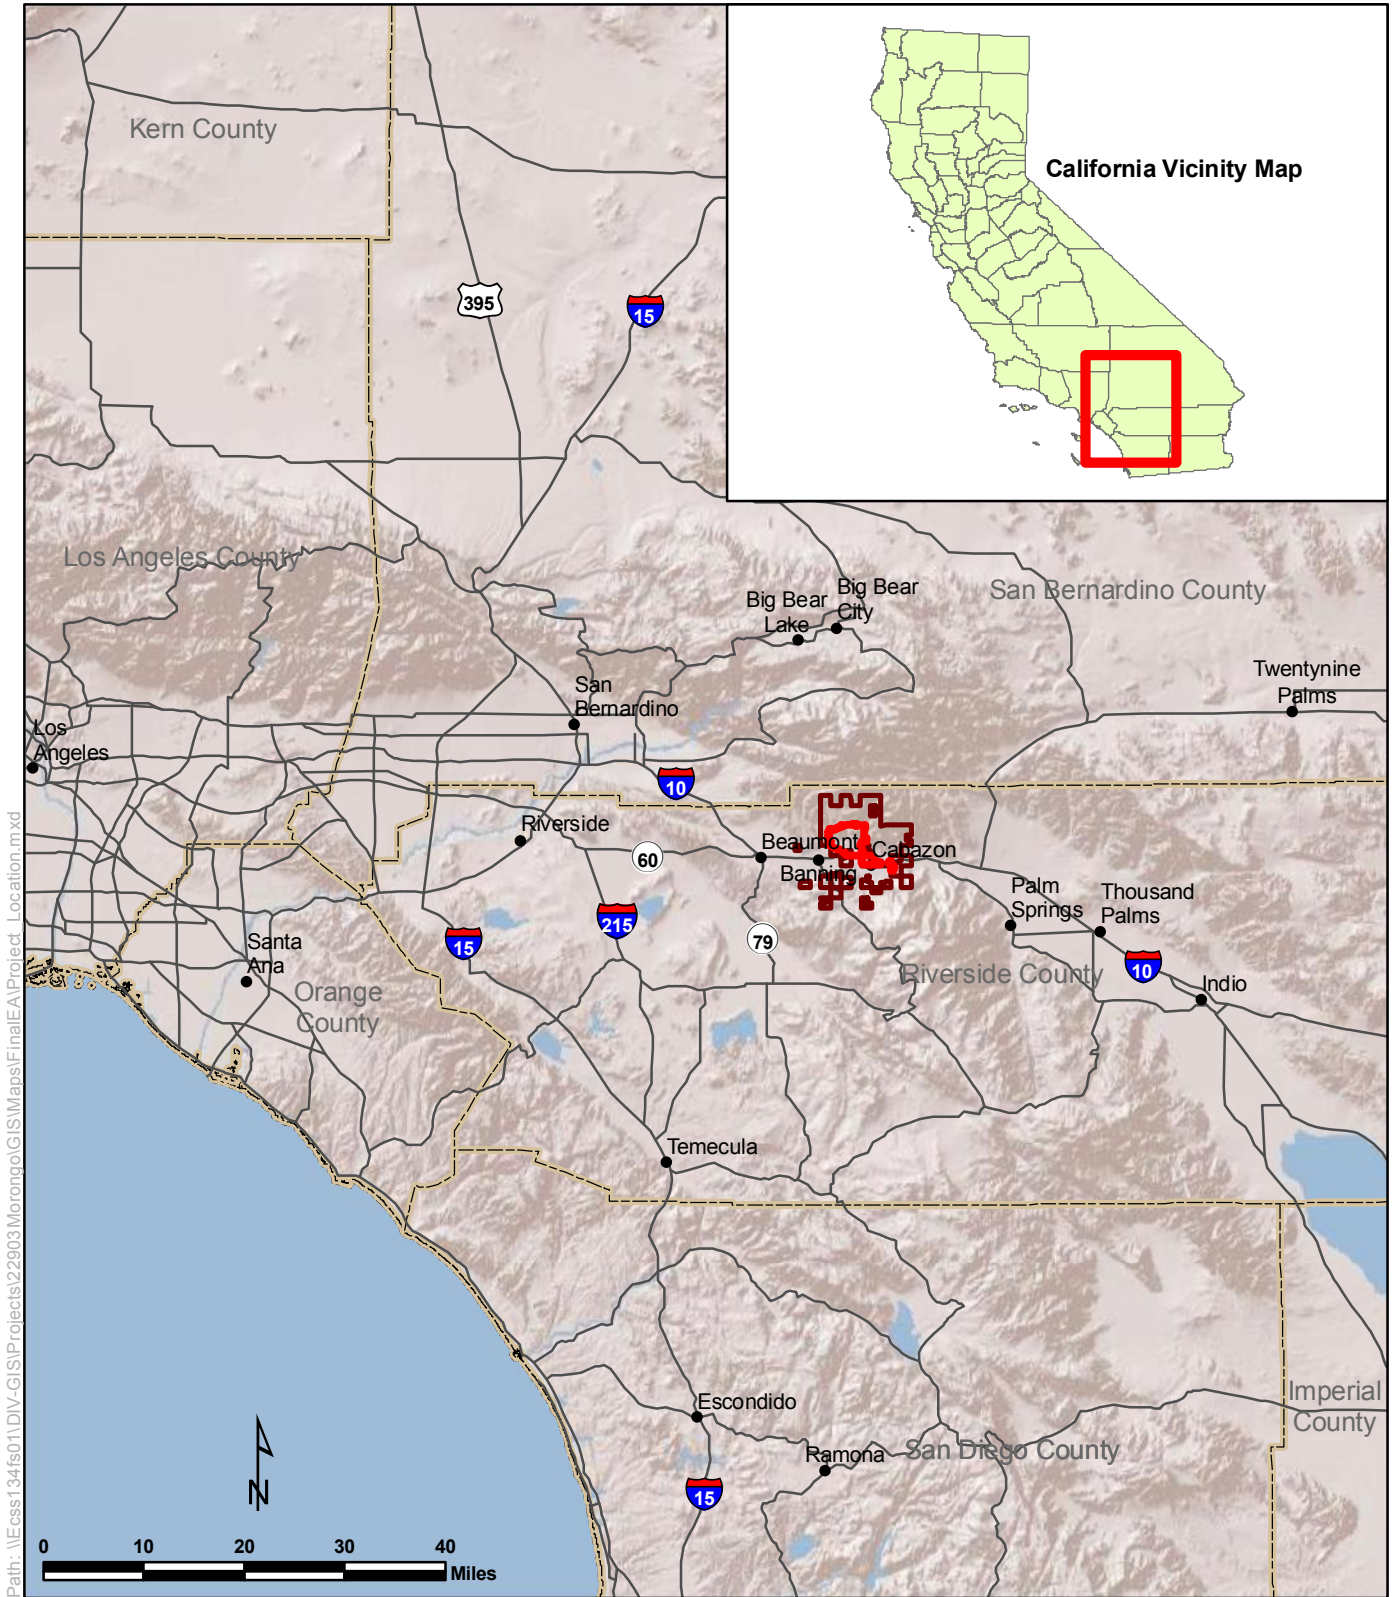 California Vicinity Map
Kern County
395
15
Los Angeles County
San Bernardino County
Big Bear
Lake
Big Bear
City
Twentynine
Palms
San
Bernardino
Los
Angeles
10
Riverside
60
Beaumont
Banning
Cabazon
Palm
Springs
Thousand
Palms
215
15
79
Santa
Ana
Orange
County
Riverside County
10
Indio
Temecula
Escondido
Ramona
San Diego County
Imperial
County
15
N
0 10 20 30 40
Miles
Path: \\Ecss134fs01\DIV-GIS\Projects\22903Morongo\GIS\Maps\FinalEA\Project_Location.mxd